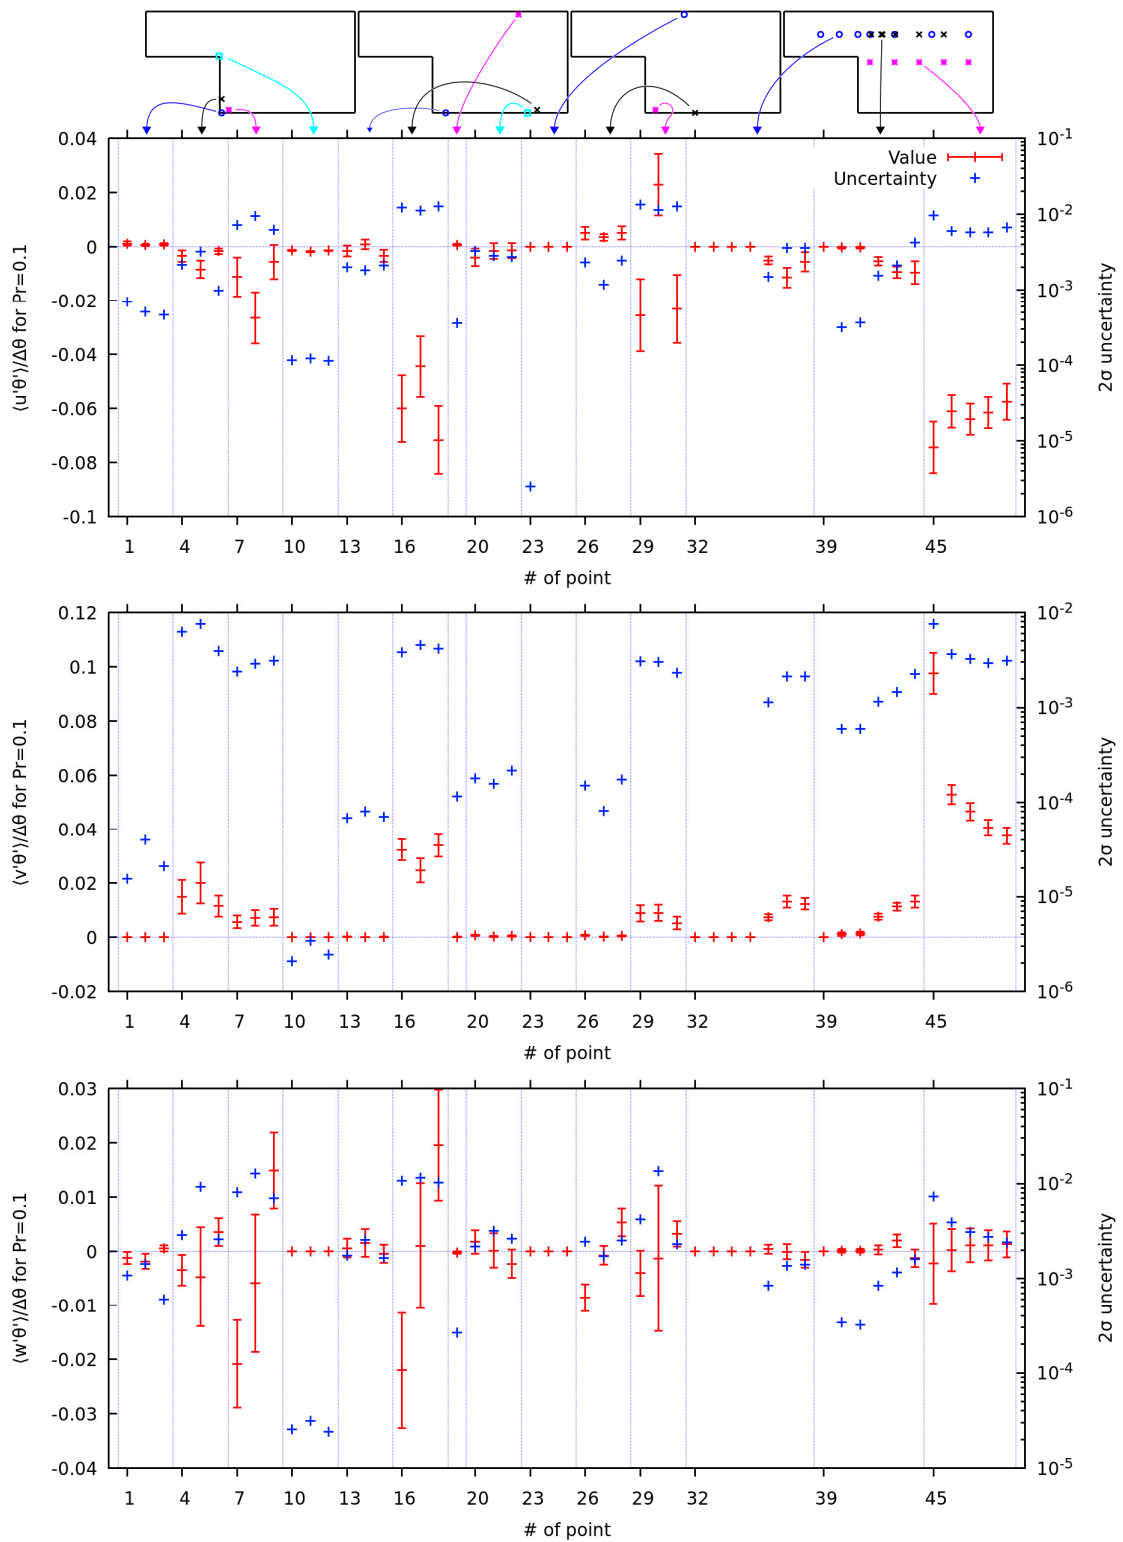 0.04
0.02
0
-0.02
-0.04
-0.06
-0.08
-0.1
⟨u'θ'⟩/Δθ for Pr=0.1
Value
Uncertainty
10-1
10-2
10-3
10-4
10-5
10-6
2σ uncertainty
1 4 7 10 13 16 20 23 26 29 32 39 45
# of point
0.12
0.1
0.08
0.06
0.04
0.02
0
-0.02
⟨v'θ'⟩/Δθ for Pr=0.1
10-2
10-3
10-4
10-5
10-6
2σ uncertainty
1 4 7 10 13 16 20 23 26 29 32 39 45
# of point
0.03
0.02
0.01
0
-0.01
-0.02
-0.03
-0.04
⟨w'θ'⟩/Δθ for Pr=0.1
10-1
10-2
10-3
10-4
10-5
2σ uncertainty
1 4 7 10 13 16 20 23 26 29 32 39 45
# of point